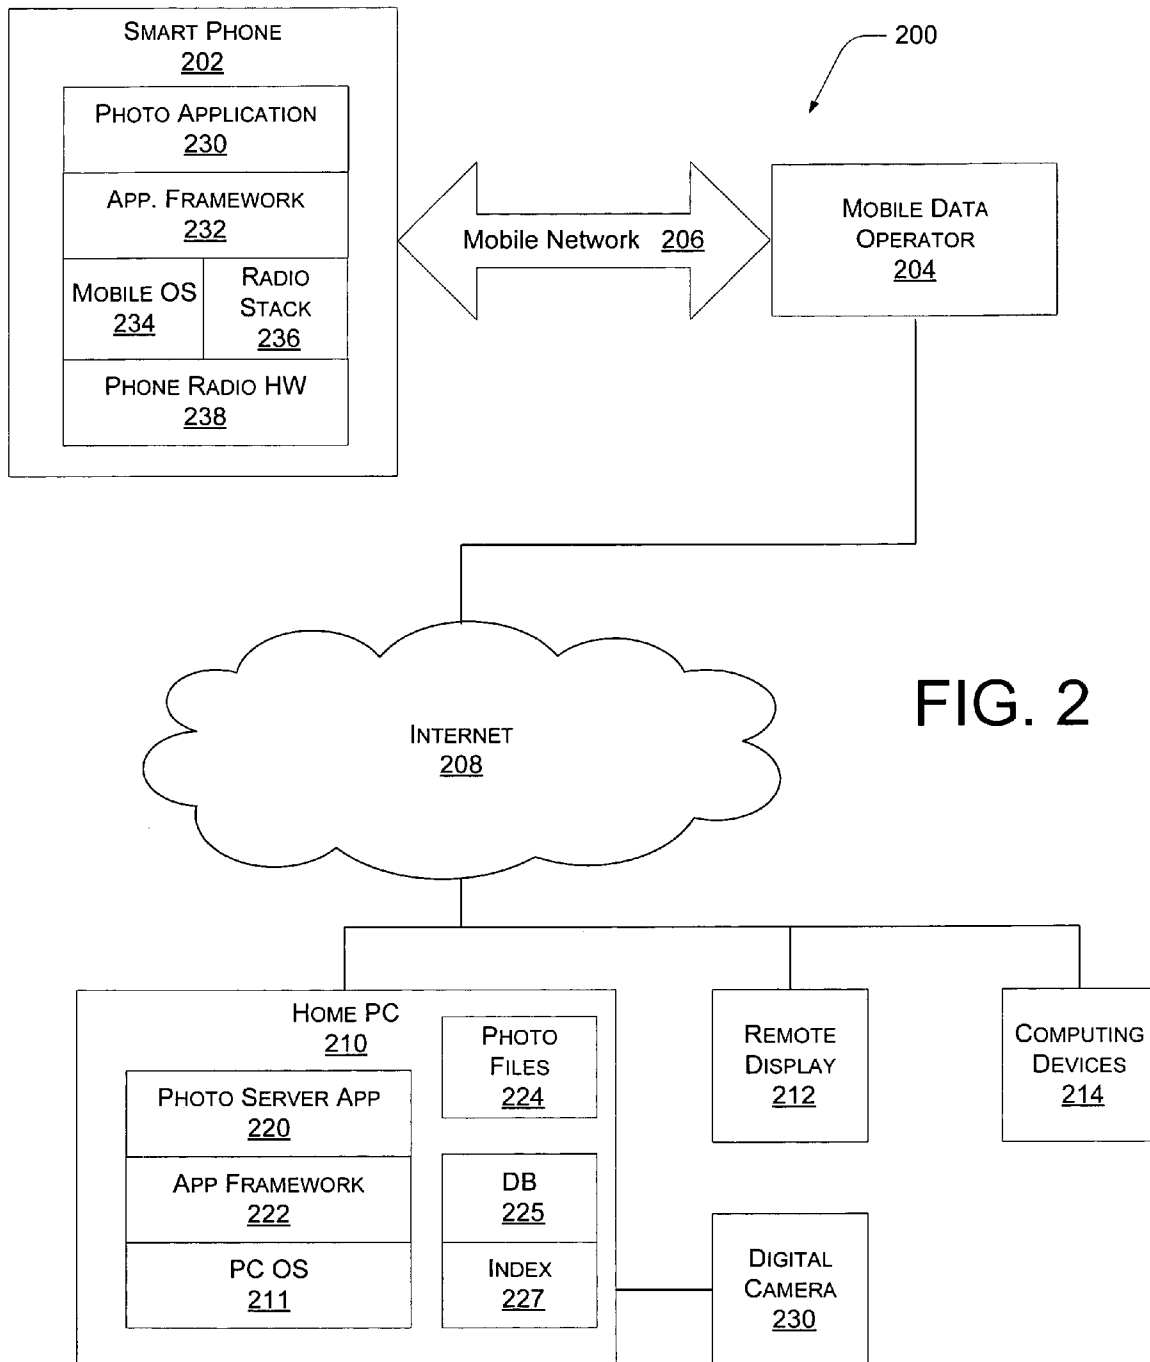 SMART PHONE
202
PHOTO APPLICATION
230
APP. FRAMEWORK
232
MOBILE OS
234
RADIO
STACK
236
PHONE RADIO HW
238
Mobile Network 206
200
MOBILE DATA
OPERATOR
204
INTERNET
208
FIG. 2
HOME PC
210
PHOTO SERVER APP
220
APP FRAMEWORK
222
PC OS
211
PHOTO
FILES
224
DB
225
INDEX
227
REMOTE
DISPLAY
212
COMPUTING
DEVICES
214
DIGITAL
CAMERA
230